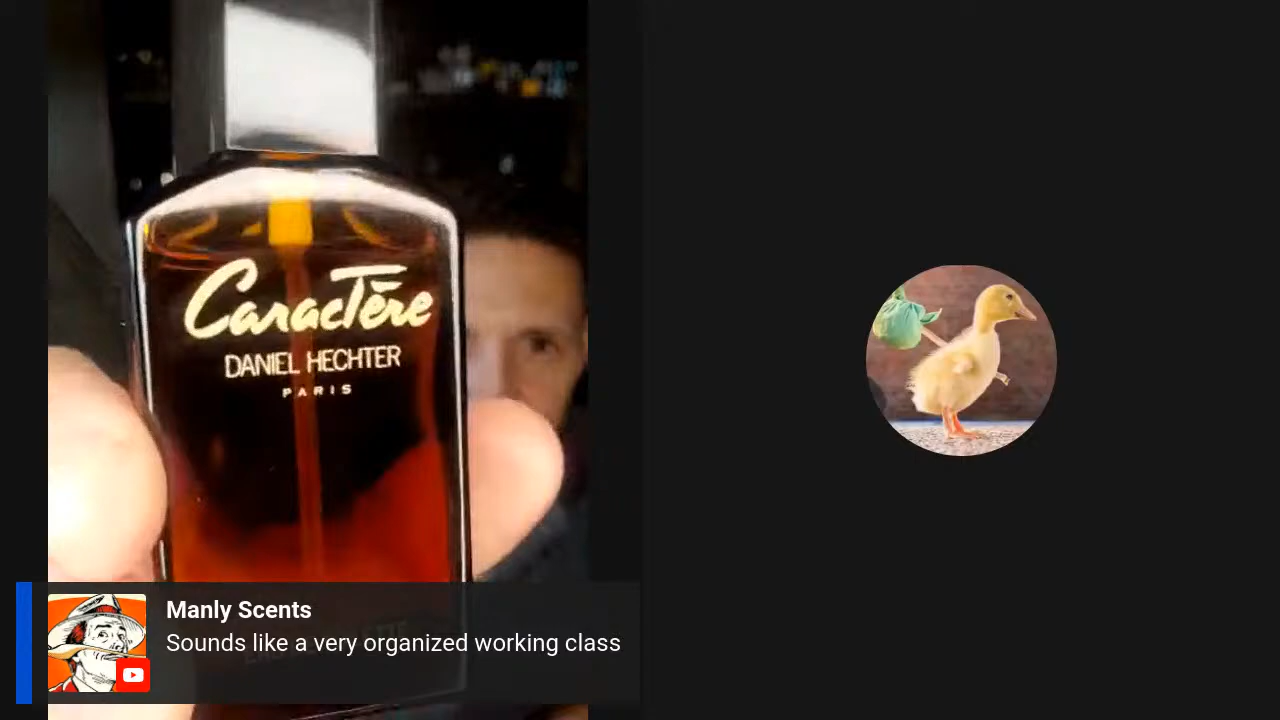 Caractère
DANIEL HECHTER
PARIS
Manly Scents
Sounds like a very organized working class